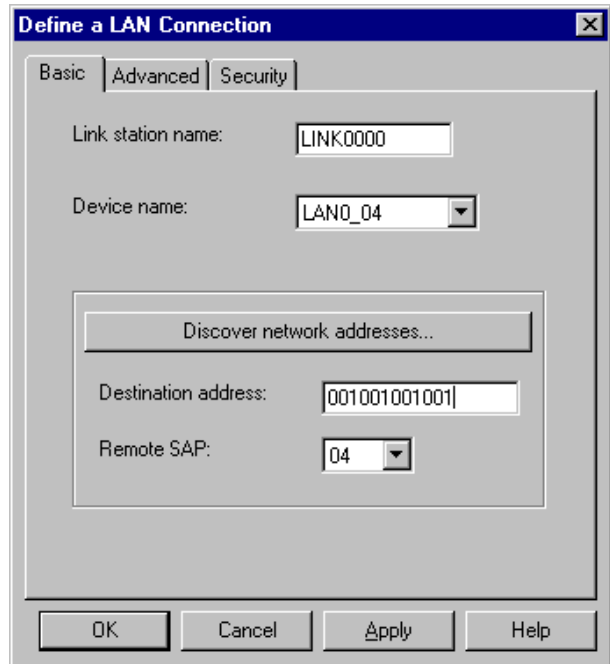 Define a LAN Connection
Basic Advanced Security
Link station name: LINK0000
Device name: LAN0_04
Discover network addresses...
Destination address: 001001001001
Remote SAP: 04
OK Cancel Apply Help